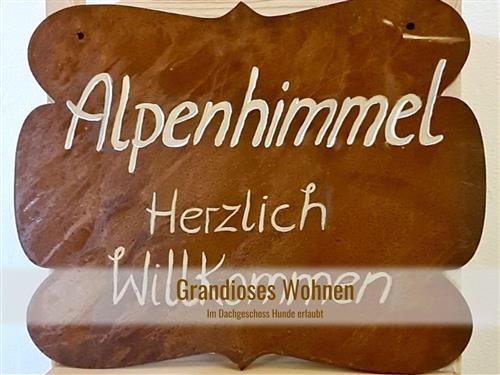 Alpenhimmel
Herzlich
Willkommen
Grandioses Wohnen
Im Dachgeschoss Hunde erlaubt